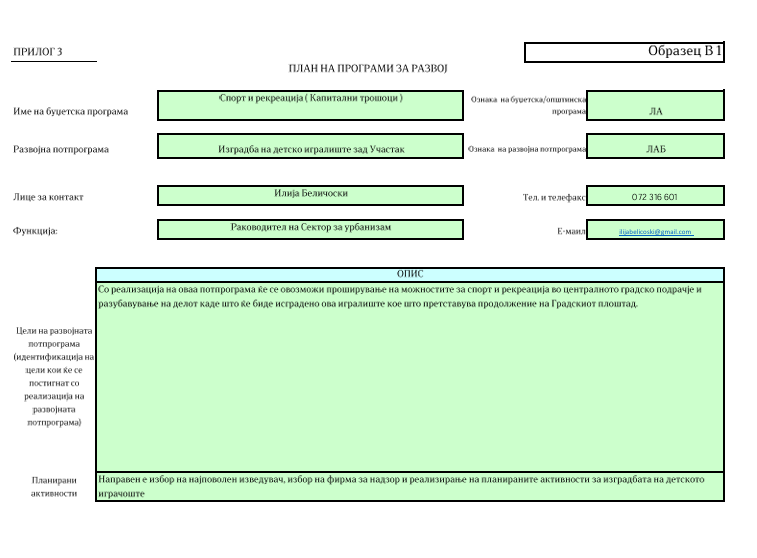 Образец В 1
ПРИЛОГ 3
ПЛАН НА ПРОГРАМИ ЗА РАЗВОЈ
Име на буџетска програма
Спорт и рекреација ( Капитални трошоци )
Ознака на буџетска/општинска
програма
ЛА
Развојна потпрограма
Изградба на детско игралиште зад Участак
Ознака на развојна потпрограма
ЛАБ
Лице за контакт
Илија Беличоски
Тел. и телефакс
072 316 601
Функција:
Раководител на Сектор за урбанизам
Е-маил
ilijabelicoski@gmail.com
ОПИС
Цели на развојната
потпрограма
(идентификација на
цели кои ќе се
постигнат со
реализација на
развојната
потпрограма)
Со реализација на оваа потпрограма ќе се овозможи проширување на можностите за спорт и рекреација во централното градско подрачје и
разубавување на делот каде што ќе биде изградено ова игралиште кое што претставува продолжение на Градскиот плоштад.
Планирани
активности
Направен е избор на најповолен изведувач, избор на фирма за надзор и реализирање на планираните активности за изградбата на детското
играчоште